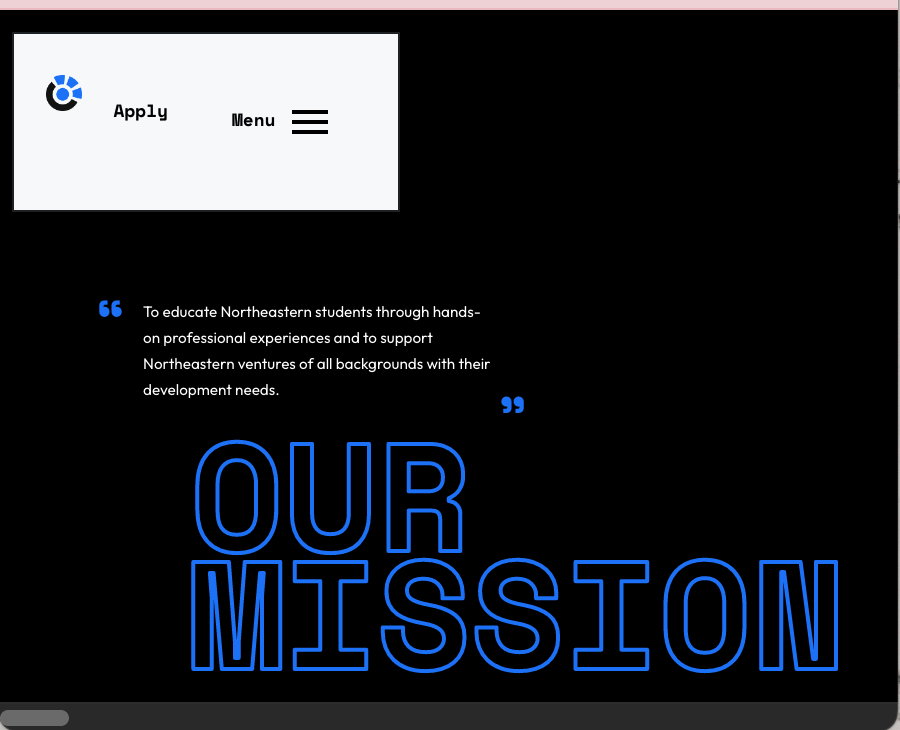 Apply
Menu
“ To educate Northeastern students through hands-
on professional experiences and to support
Northeastern ventures of all backgrounds with their
development needs.
”
OUR
MISSION